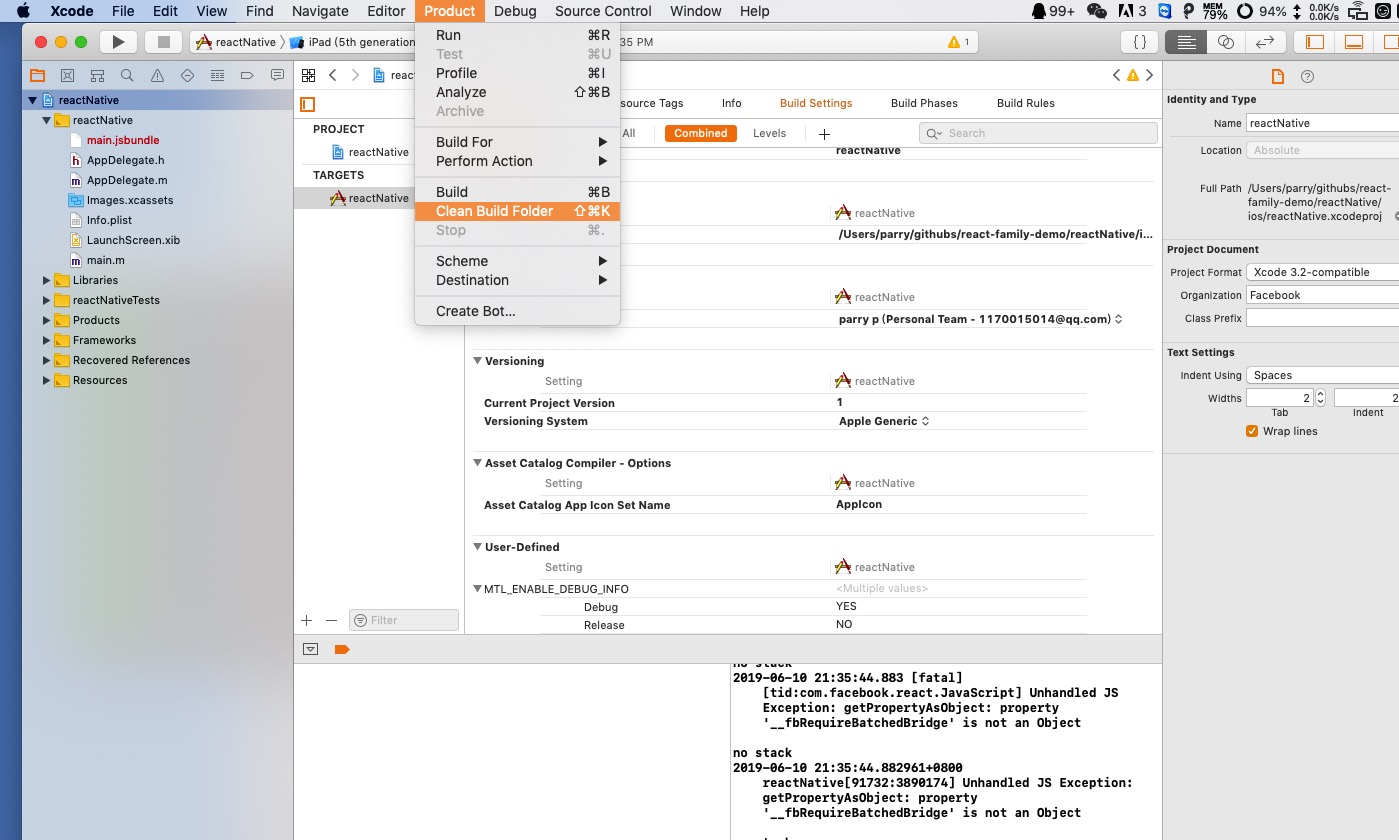 Xcode File Edit View Find Navigate Editor Product Debug Source Control Window Help
99+ 3 MEM 79% 94% 0.0K/s 0.0K/s
reactNative iPad (5th generation 35 PM 1
Run ⌘R
Test ⌘U
Profile ⌘I
Analyze ⇧⌘B
Archive
Build For
Perform Action
Build ⌘B
Clean Build Folder ⇧⌘K
Stop ⌘.
Scheme
Destination
Create Bot...
reactNative
reactNative
main.jsbundle
AppDelegate.h
AppDelegate.m
Images.xcassets
Info.plist
LaunchScreen.xib
main.m
Libraries
reactNativeTests
Products
Frameworks
Recovered References
Resources
reac
PROJECT
reactNative
TARGETS
reactNative
Filter
source Tags Info Build Settings Build Phases Build Rules
All Combined Levels Search
reactNative
reactNative
/Users/parry/githubs/react-family-demo/reactNative/i...
reactNative
parry p (Personal Team - 1170015014@qq.com)
Versioning
Setting reactNative
Current Project Version 1
Versioning System Apple Generic
Asset Catalog Compiler - Options
Setting reactNative
Asset Catalog App Icon Set Name AppIcon
User-Defined
Setting reactNative
MTL_ENABLE_DEBUG_INFO <Multiple values>
Debug YES
Release NO
no stack
2019-06-10 21:35:44.883 [fatal]
[tid:com.facebook.react.JavaScript] Unhandled JS
Exception: getPropertyAsObject: property
'__fbRequireBatchedBridge' is not an Object
no stack
2019-06-10 21:35:44.882961+0800
reactNative[91732:3890174] Unhandled JS Exception:
getPropertyAsObject: property
'__fbRequireBatchedBridge' is not an Object
Identity and Type
Name reactNative
Location Absolute
Full Path /Users/parry/githubs/react-
family-demo/reactNative/
ios/reactNative.xcodeproj
Project Document
Project Format Xcode 3.2-compatible
Organization Facebook
Class Prefix
Text Settings
Indent Using Spaces
Widths 2 2
Tab Indent
Wrap lines